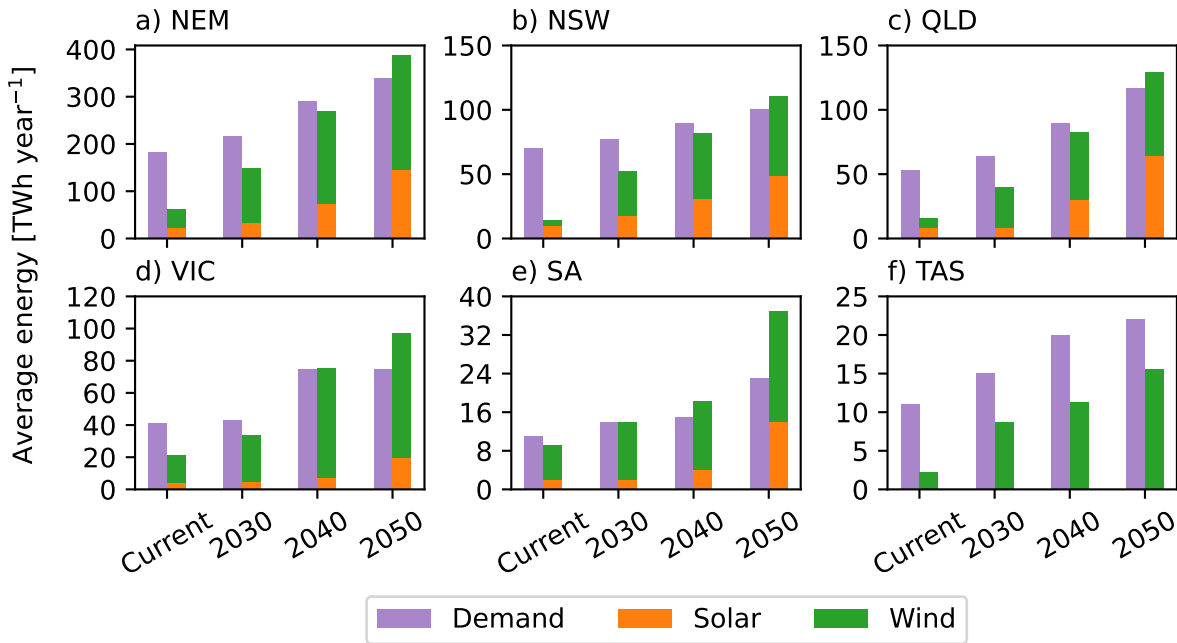 a) NEM
b) NSW
c) QLD
400
300
200
100
0
150
100
50
0
150
100
50
0
Average energy [TWh year⁻¹]
d) VIC
e) SA
f) TAS
120
100
80
60
40
20
0
40
32
24
16
8
0
25
20
15
10
5
0
Current 2030 2040 2050
Current 2030 2040 2050
Current 2030 2040 2050
Demand Solar Wind